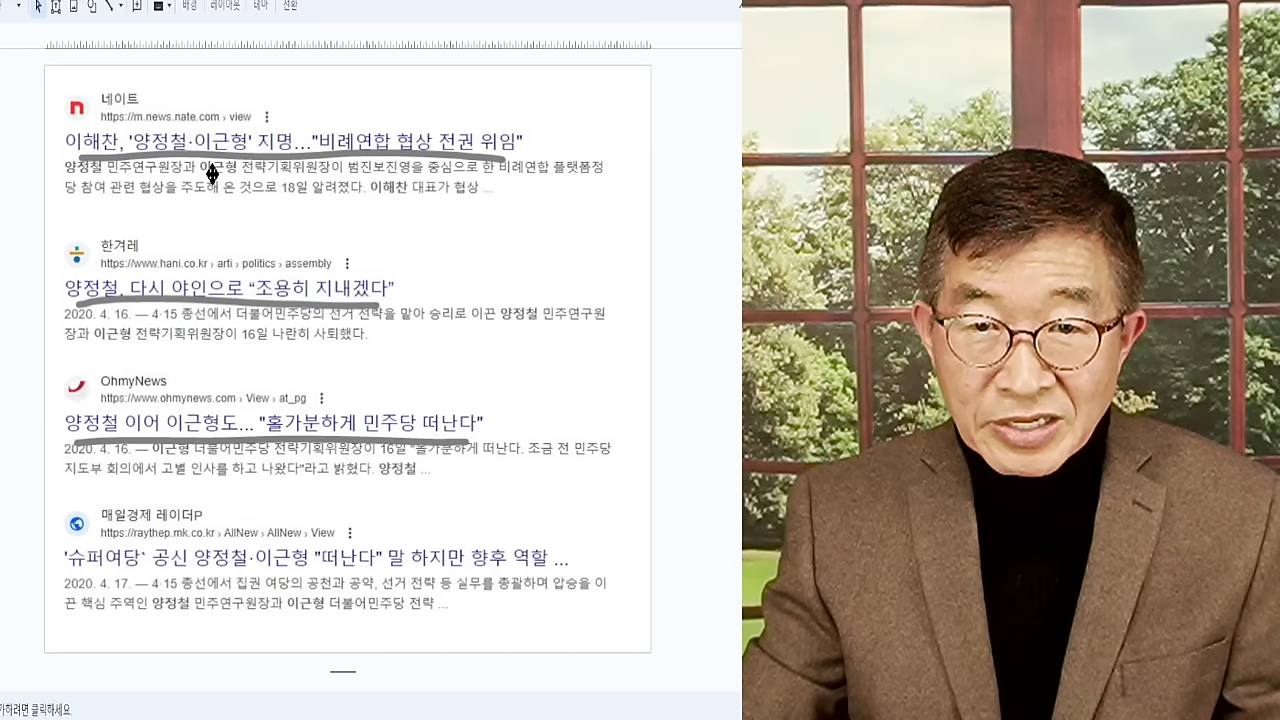 배경 레이아웃 테마 전환
네이트
https://m.news.nate.com › view
이해찬, '양정철·이근형' 지명..."비례연합 협상 전권 위임"
양정철 민주연구원장과 이근형 전략기획위원장이 범진보진영을 중심으로 한 비례연합 플랫폼정
당 참여 관련 협상을 주도해 온 것으로 18일 알려졌다. 이해찬 대표가 협상 ...
한겨레
https://www.hani.co.kr › arti › politics › assembly
양정철, 다시 야인으로 “조용히 지내겠다”
2020. 4. 16. — 4·15 총선에서 더불어민주당의 선거 전략을 맡아 승리로 이끈 양정철 민주연구원
장과 이근형 전략기획위원장이 16일 나란히 사퇴했다.
OhmyNews
https://www.ohmynews.com › View › at_pg
양정철 이어 이근형도... "홀가분하게 민주당 떠난다"
2020. 4. 16. — 이근형 더불어민주당 전략기획위원장이 16일 "홀가분하게 떠난다. 조금 전 민주당
지도부 회의에서 고별 인사를 하고 나왔다"라고 밝혔다. 양정철 ...
매일경제 레이더P
https://raythep.mk.co.kr › AllNew › AllNew › View
'슈퍼여당` 공신 양정철·이근형 "떠난다" 말 하지만 향후 역할 ...
2020. 4. 17. — 4·15 총선에서 집권 여당의 공천과 공약, 선거 전략 등 실무를 총괄하며 압승을 이
끈 핵심 주역인 양정철 민주연구원장과 이근형 더불어민주당 전략 ...
가하려면 클릭하세요.